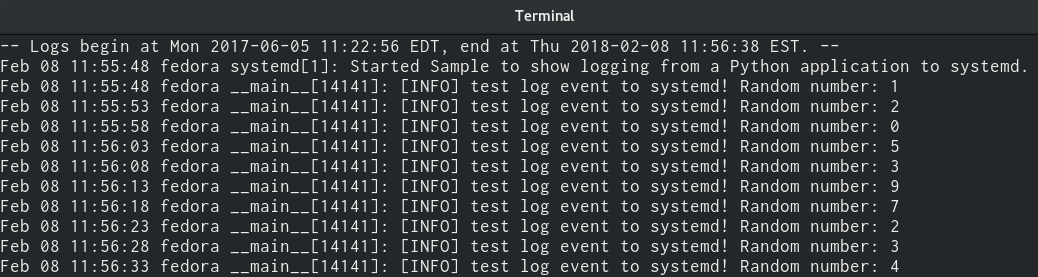 Terminal
-- Logs begin at Mon 2017-06-05 11:22:56 EDT, end at Thu 2018-02-08 11:56:38 EST. --
Feb 08 11:55:48 fedora systemd[1]: Started Sample to show logging from a Python application to systemd.
Feb 08 11:55:48 fedora __main__[14141]: [INFO] test log event to systemd! Random number: 1
Feb 08 11:55:53 fedora __main__[14141]: [INFO] test log event to systemd! Random number: 2
Feb 08 11:55:58 fedora __main__[14141]: [INFO] test log event to systemd! Random number: 0
Feb 08 11:56:03 fedora __main__[14141]: [INFO] test log event to systemd! Random number: 5
Feb 08 11:56:08 fedora __main__[14141]: [INFO] test log event to systemd! Random number: 3
Feb 08 11:56:13 fedora __main__[14141]: [INFO] test log event to systemd! Random number: 9
Feb 08 11:56:18 fedora __main__[14141]: [INFO] test log event to systemd! Random number: 7
Feb 08 11:56:23 fedora __main__[14141]: [INFO] test log event to systemd! Random number: 2
Feb 08 11:56:28 fedora __main__[14141]: [INFO] test log event to systemd! Random number: 3
Feb 08 11:56:33 fedora __main__[14141]: [INFO] test log event to systemd! Random number: 4